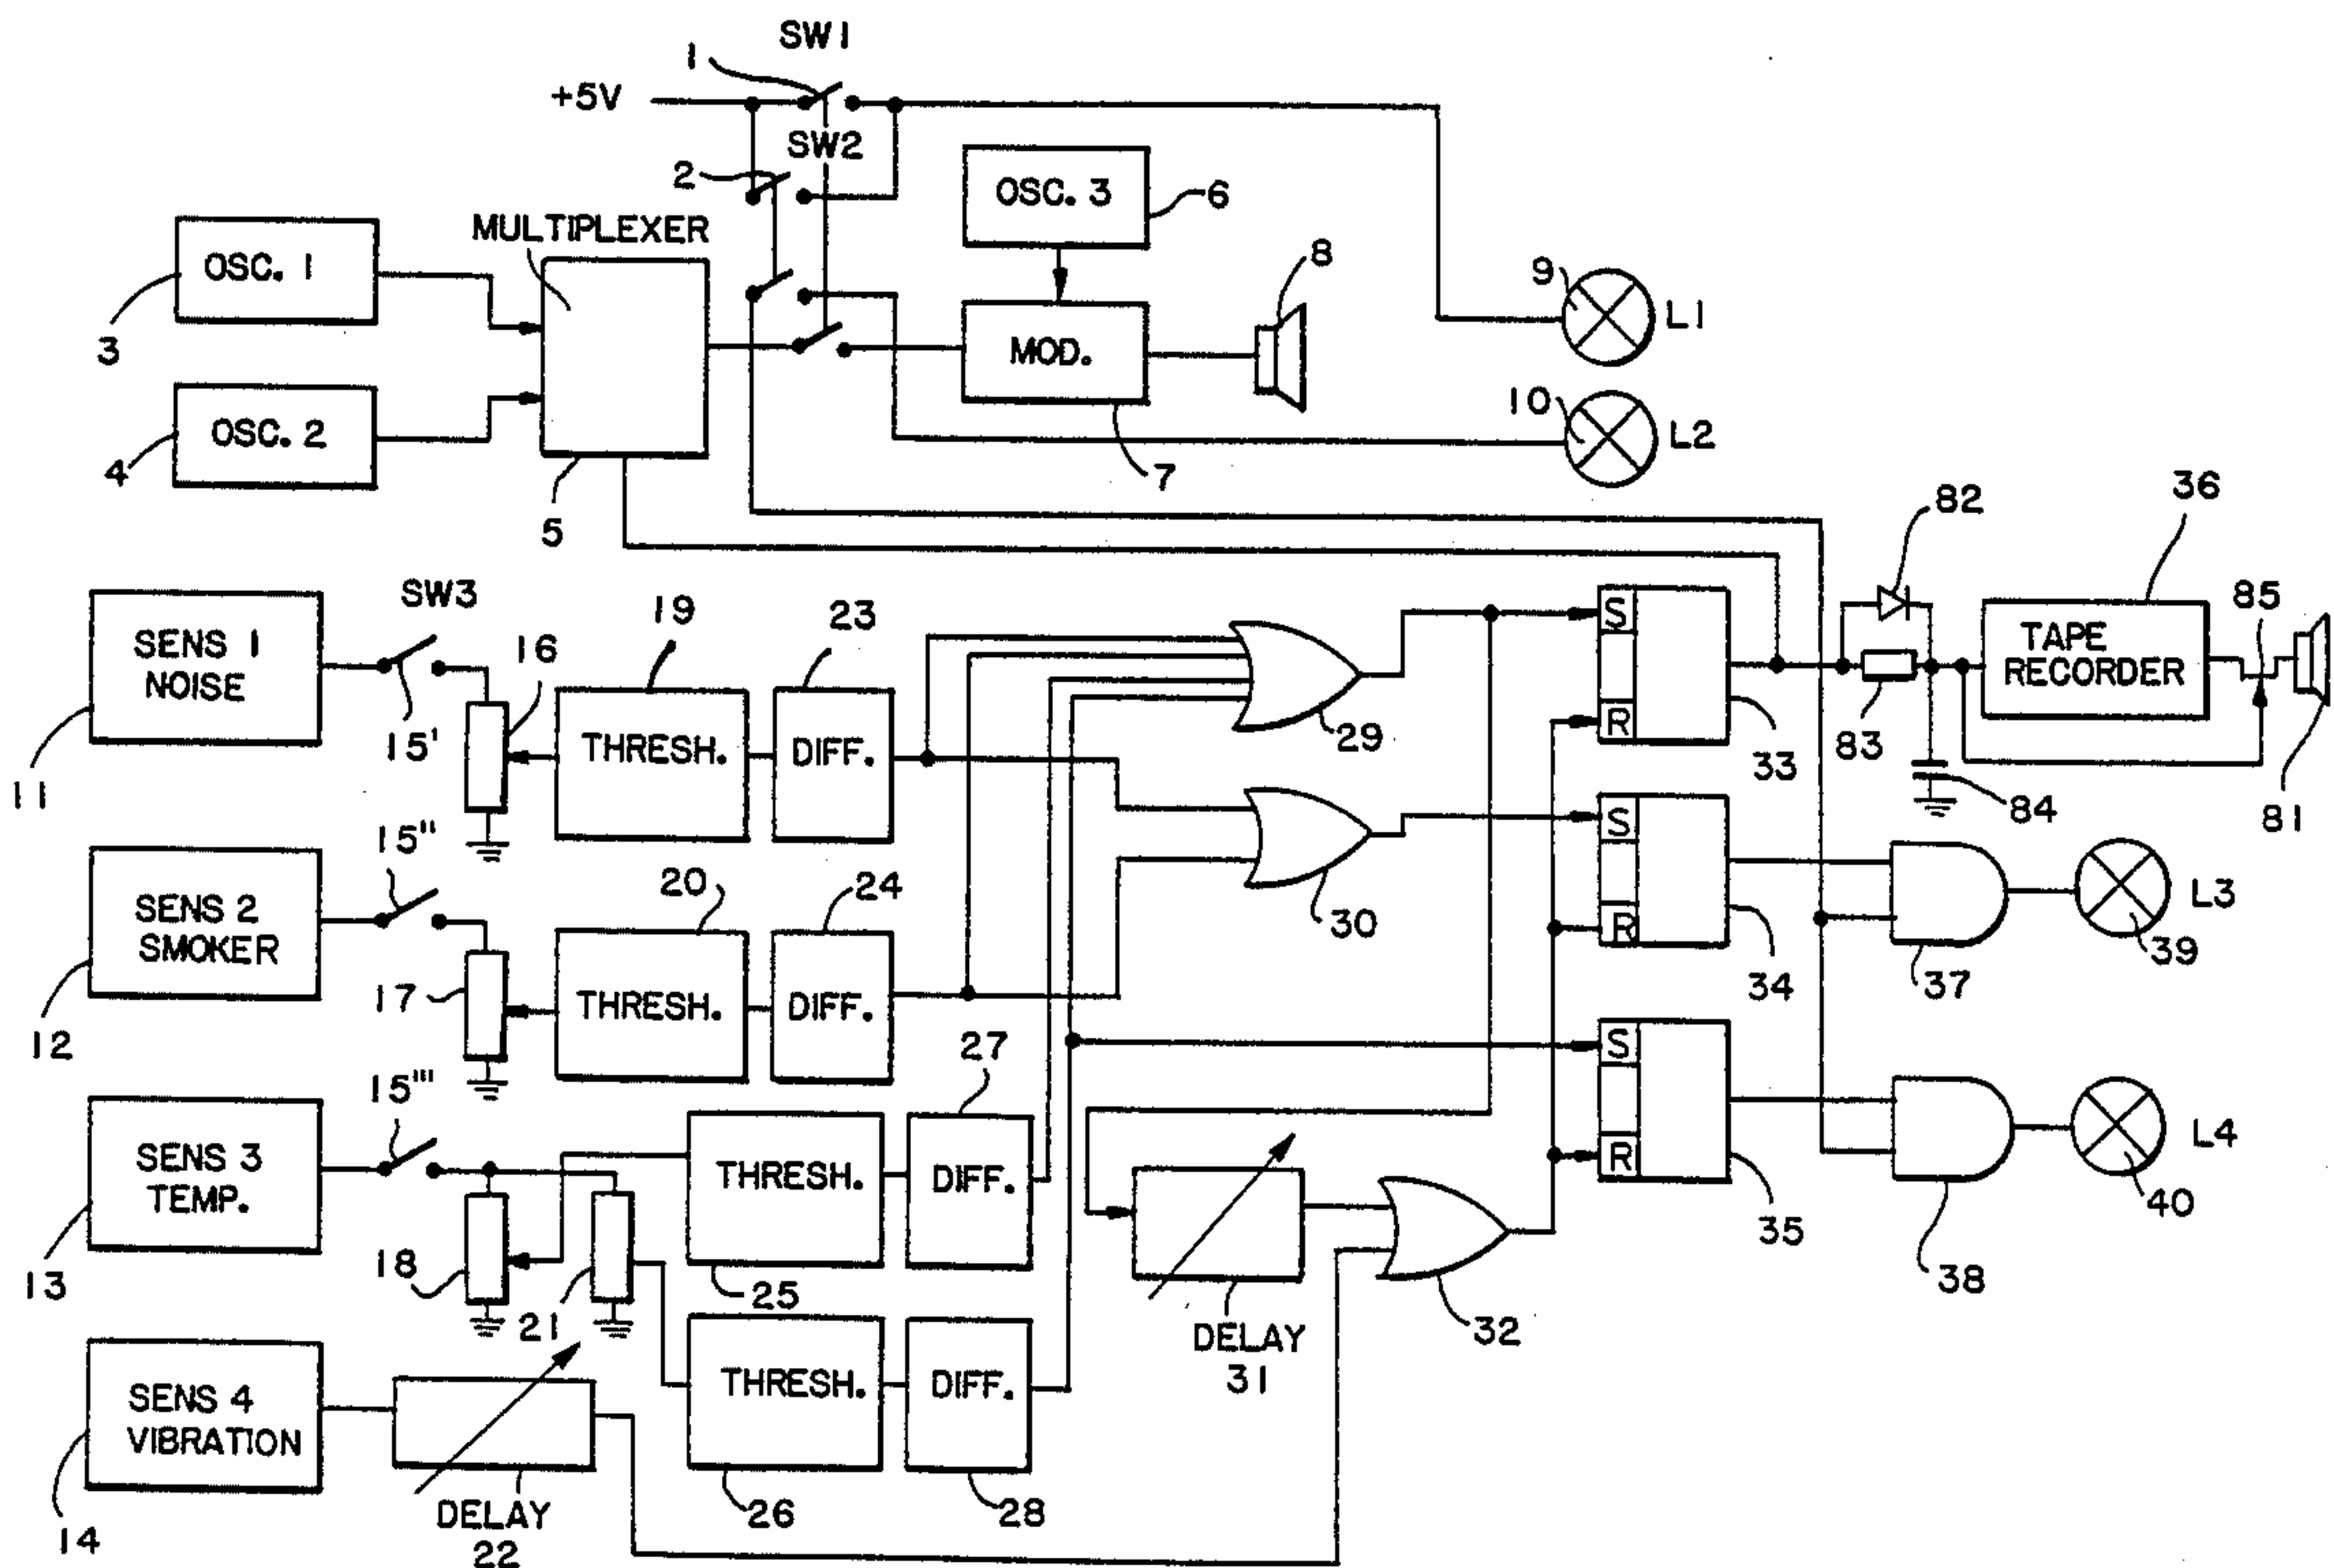 SW1
1
+5V
SW2
2
OSC. 3
6
MULTIPLEXER
8
OSC. 1
9
L1
MOD.
3
10
OSC. 2
L2
4
7
36
5
82
SW3
SENS 1
NOISE
16
19
23
S
TAPE
RECORDER
85
15'
THRESH.
DIFF.
29
R
83
33
11
84
81
15"
S
SENS 2
SMOKER
20
24
30
R
L3
17
THRESH.
DIFF.
34
37
39
12
27
S
15'''
SENS 3
TEMP.
THRESH.
DIFF.
R
L4
18
35
40
13
25
38
21
DELAY
31
32
SENS 4
VIBRATION
THRESH.
DIFF.
DELAY
22
26
28
14